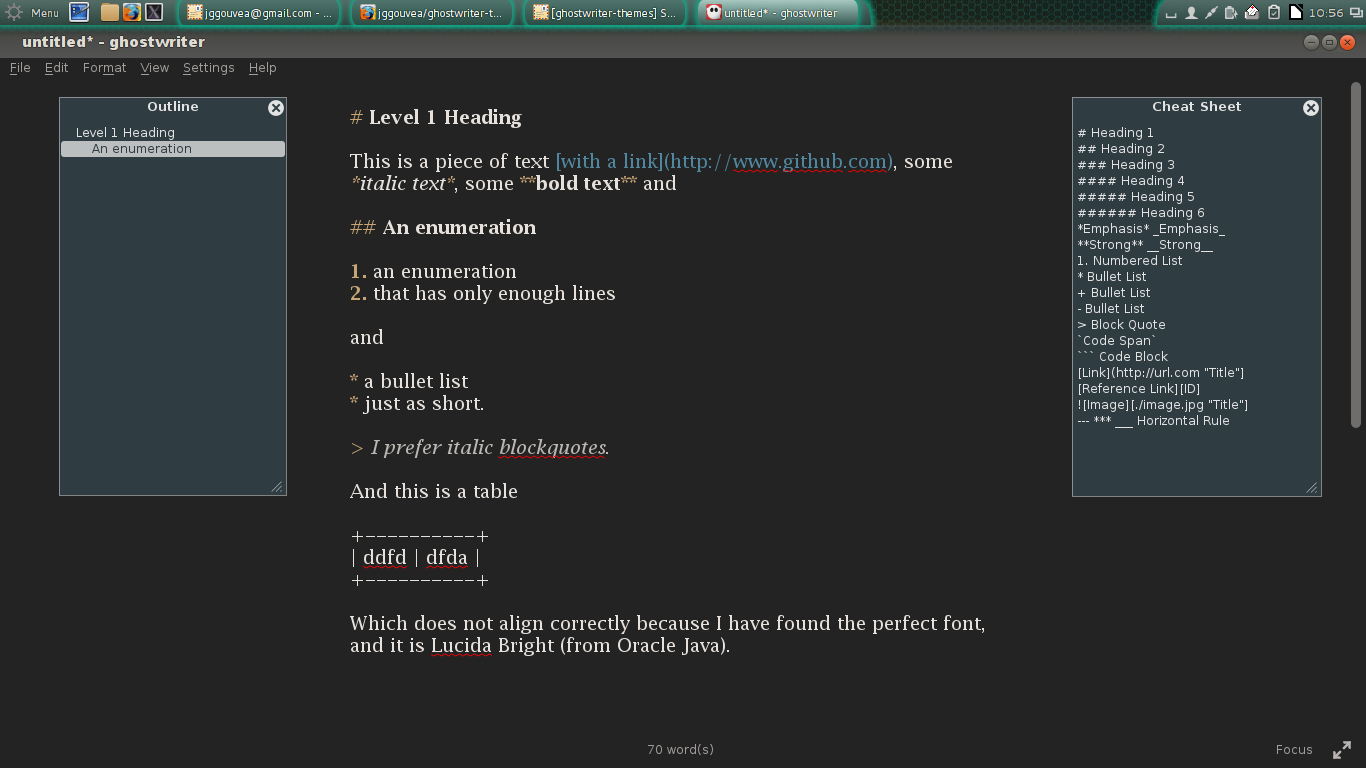 Menu
jggouvea@gmail.com - ...
jggouvea/ghostwriter-t...
[ghostwriter-themes] S...
untitled* - ghostwriter
10:56
untitled* - ghostwriter
File Edit Format View Settings Help
Outline
Level 1 Heading
An enumeration
# Level 1 Heading
This is a piece of text [with a link](http://www.github.com), some
*italic text*, some **bold text** and
## An enumeration
1. an enumeration
2. that has only enough lines
and
* a bullet list
* just as short.
> I prefer italic blockquotes.
And this is a table
+----------+
| ddfd | dfda |
+----------+
Which does not align correctly because I have found the perfect font,
and it is Lucida Bright (from Oracle Java).
Cheat Sheet
# Heading 1
## Heading 2
### Heading 3
#### Heading 4
##### Heading 5
###### Heading 6
*Emphasis* _Emphasis_
**Strong** __Strong__
1. Numbered List
* Bullet List
+ Bullet List
- Bullet List
> Block Quote
`Code Span`
``` Code Block
[Link](http://url.com "Title"]
[Reference Link][ID]
![Image][./image.jpg "Title"]
--- *** ___ Horizontal Rule
70 word(s)
Focus